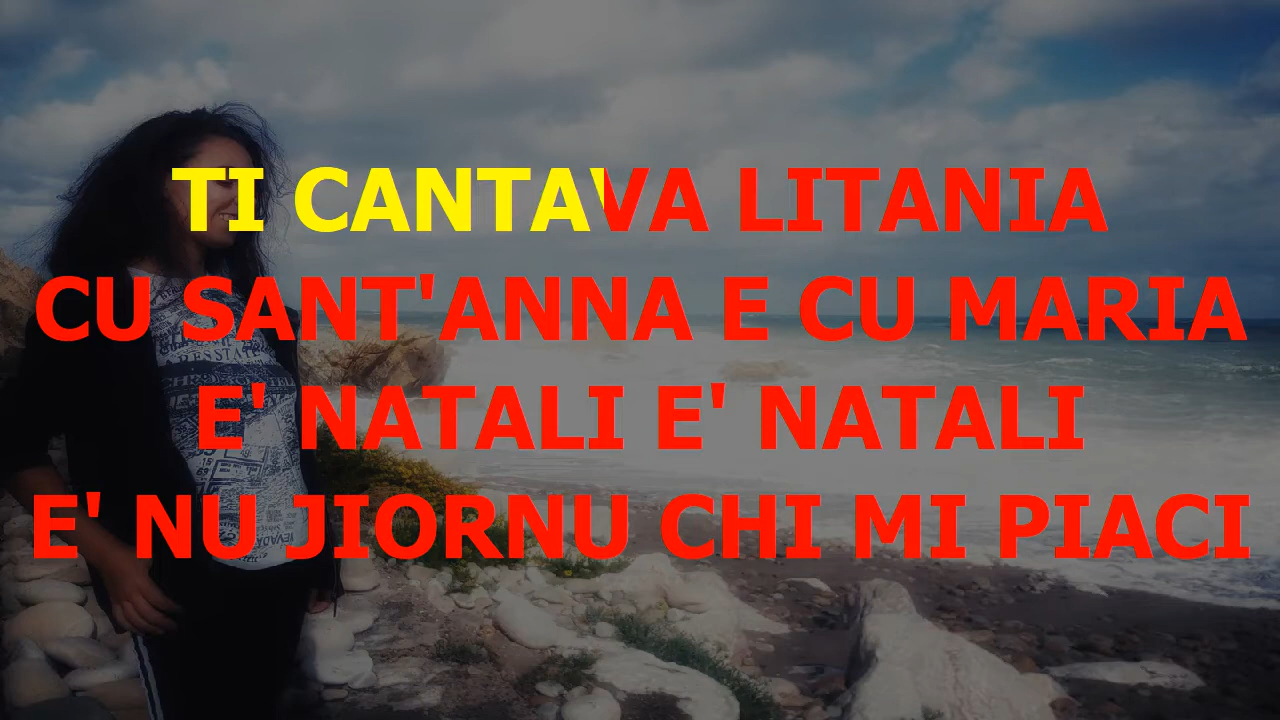 TI CANTAVA LITANIA
CU SANT'ANNA E CU MARIA
E' NATALI E' NATALI
E' NU JIORNU CHI MI PIACI